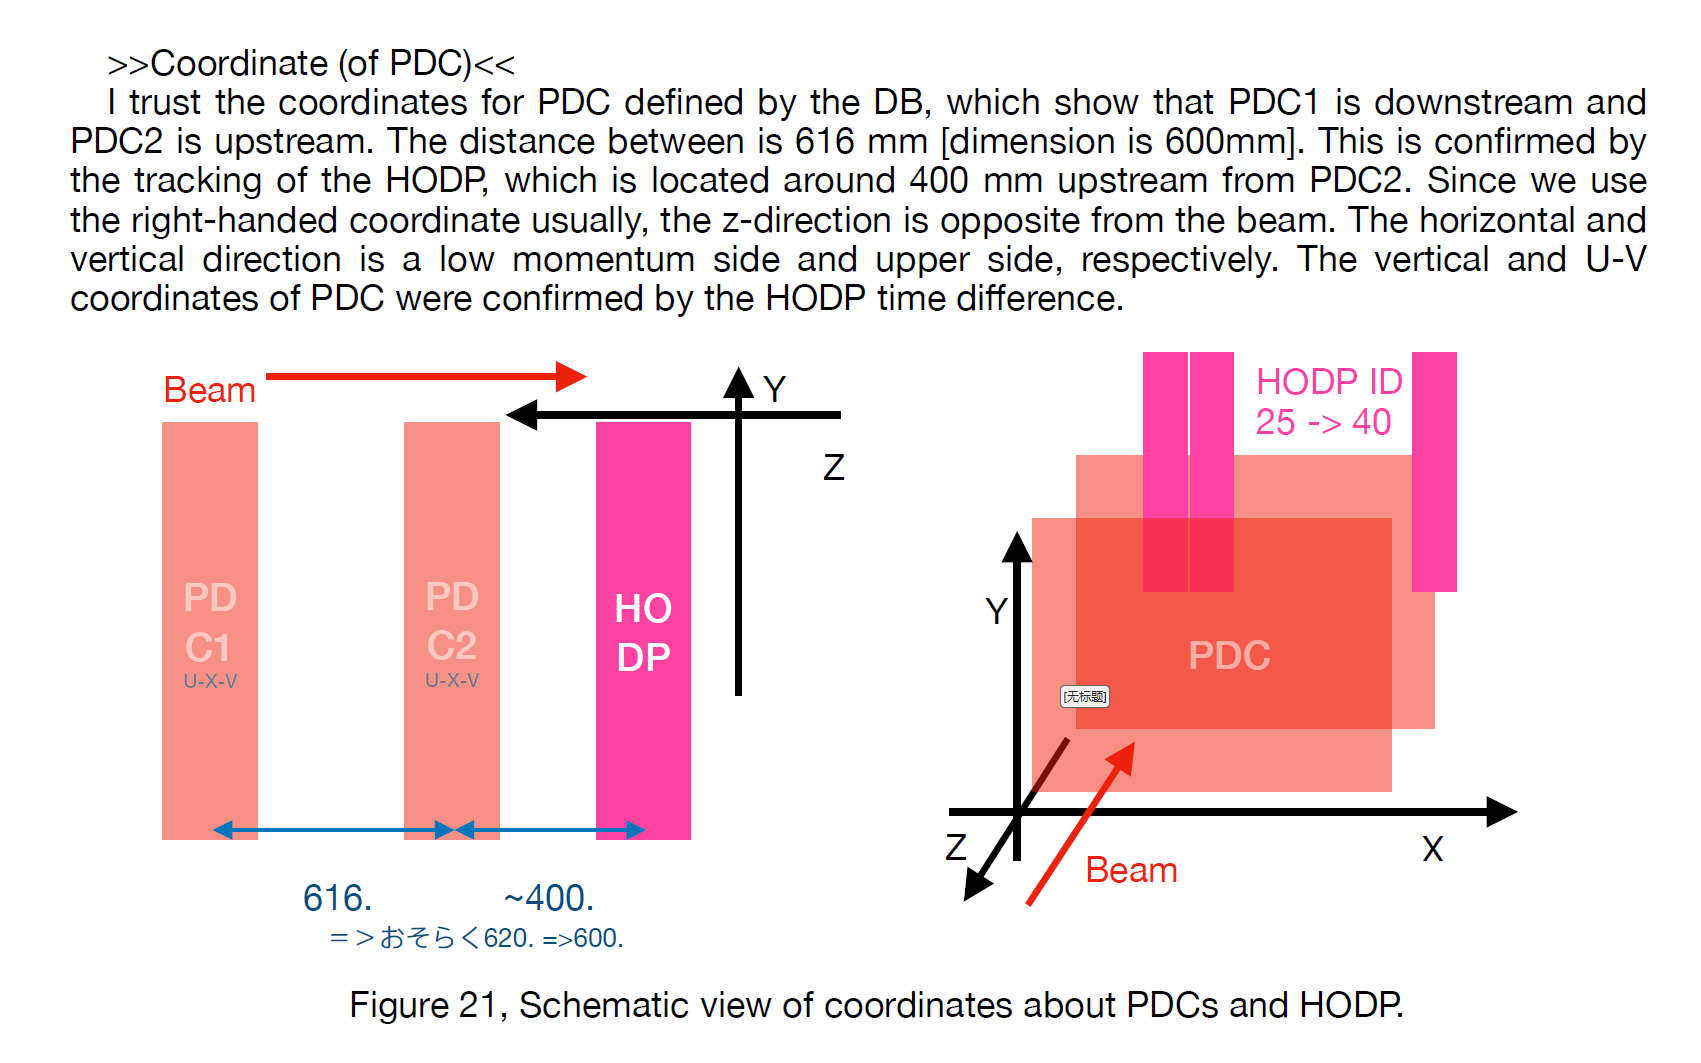 >>Coordinate (of PDC)<<
I trust the coordinates for PDC defined by the DB, which show that PDC1 is downstream and
PDC2 is upstream. The distance between is 616 mm [dimension is 600mm]. This is confirmed by
the tracking of the HODP, which is located around 400 mm upstream from PDC2. Since we use
the right-handed coordinate usually, the z-direction is opposite from the beam. The horizontal and
vertical direction is a low momentum side and upper side, respectively. The vertical and U-V
coordinates of PDC were confirmed by the HODP time difference.
Beam
Y
Z
PD
C1
U-X-V
PD
C2
U-X-V
HO
DP
616.
~400.
＝＞おそらく620. =>600.
HODP ID
25 -> 40
Y
PDC
[无标题]
Z
X
Beam
Figure 21, Schematic view of coordinates about PDCs and HODP.